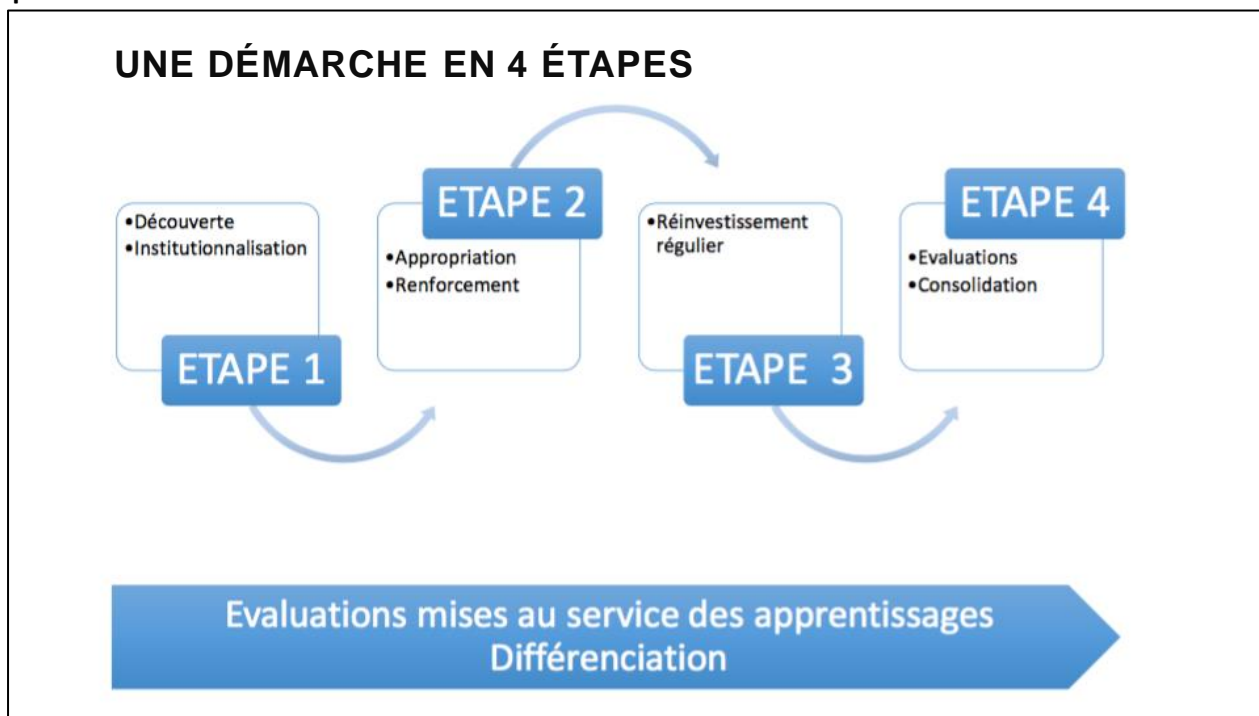 UNE DÉMARCHE EN 4 ÉTAPES
•Découverte
•Institutionnalisation
ETAPE 1
ETAPE 2
•Appropriation
•Renforcement
•Réinvestissement
régulier
ETAPE 3
ETAPE 4
•Evaluations
•Consolidation
Evaluations mises au service des apprentissages
Différenciation